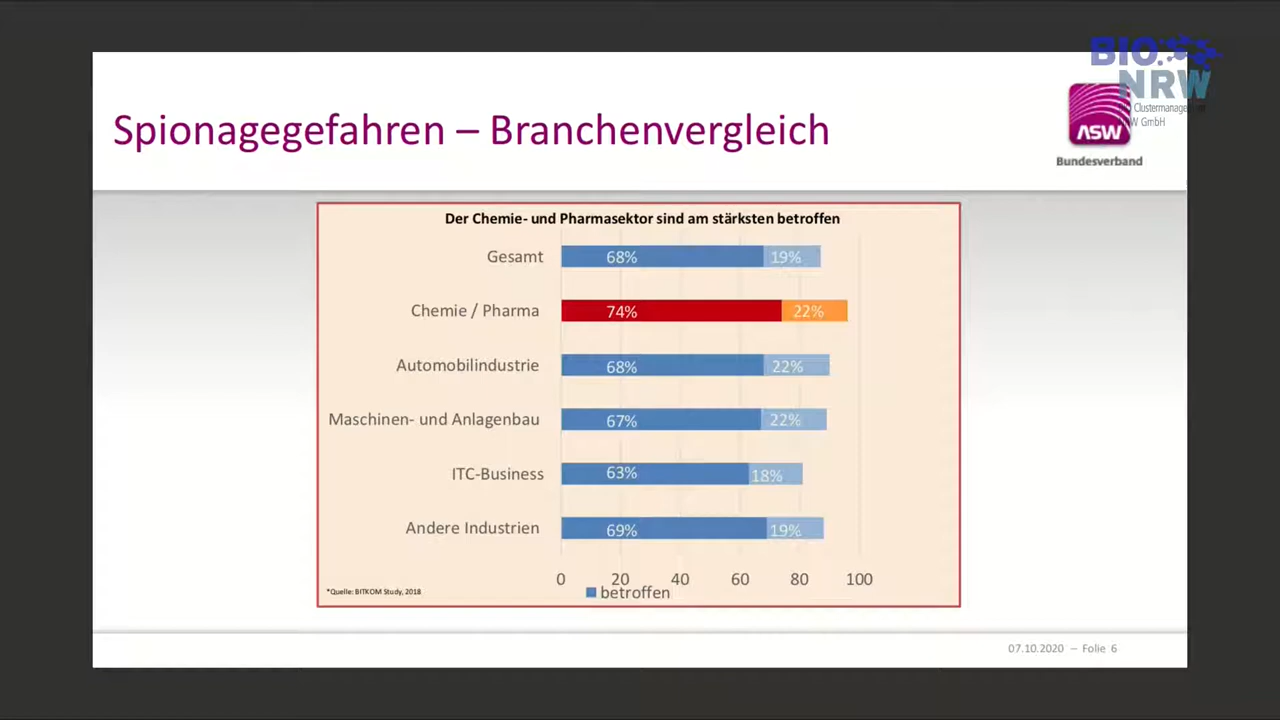 BIO.
NRW
Clustermanage
W GmbH
Spionagegefahren – Branchenvergleich
ASW
Bundesverband
Der Chemie- und Pharmasektor sind am stärksten betroffen
Gesamt 68% 19%
Chemie / Pharma 74% 22%
Automobilindustrie 68% 22%
Maschinen- und Anlagenbau 67% 22%
ITC-Business 63% 18%
Andere Industrien 69% 19%
0 20 40 60 80 100
betroffen
*Quelle: BITKOM Study, 2018
07.10.2020 – Folie 6